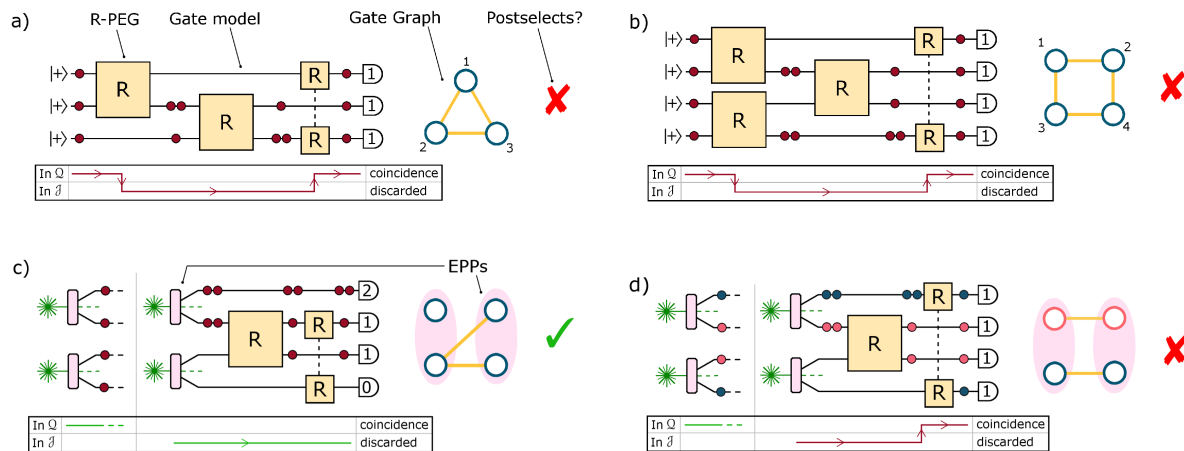 a)
R-PEG
Gate model
Gate Graph
Postselects?
|+⟩
|+⟩
|+⟩
R
R
R
R
1
1
1
1
2
3
In 𝒬
coincidence
In ℐ
discarded
b)
|+⟩
|+⟩
|+⟩
|+⟩
R
R
R
R
R
1
1
1
1
1
2
3
4
In 𝒬
coincidence
In ℐ
discarded
c)
EPPs
R
R
R
2
1
1
0
In 𝒬
coincidence
In ℐ
discarded
d)
R
R
R
1
1
1
1
In 𝒬
coincidence
In ℐ
discarded